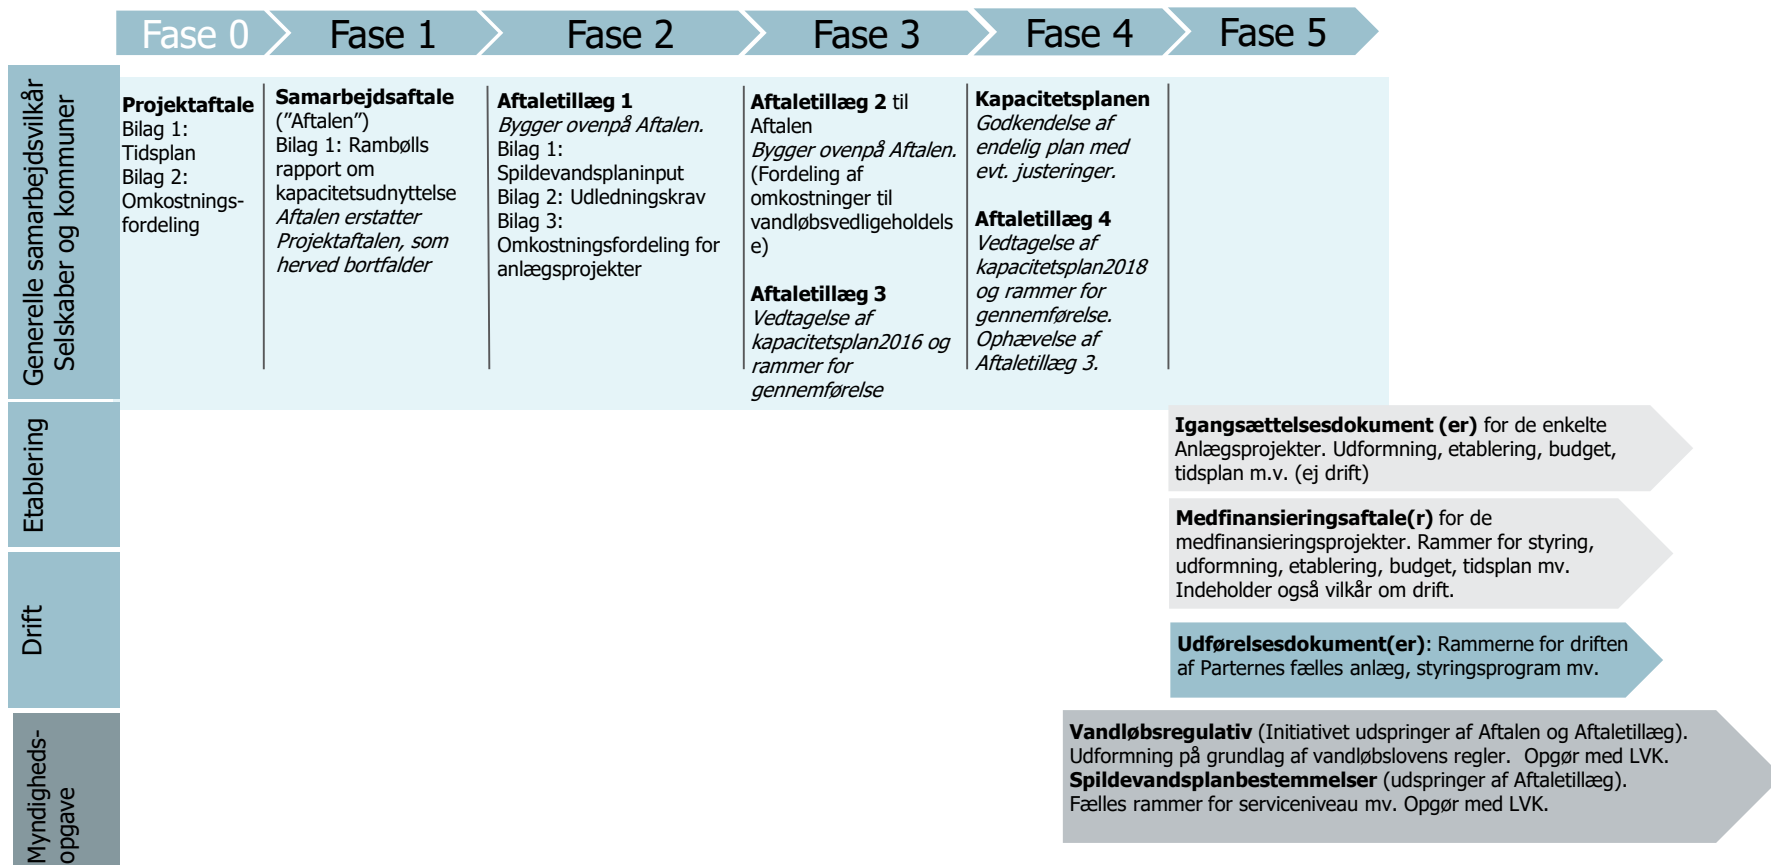 Fase 0
Fase 1
Fase 2
Fase 3
Fase 4
Fase 5
Generelle samarbejdsvilkår
Selskaber og kommuner
Projektaftale
Bilag 1:
Tidsplan
Bilag 2:
Omkostnings-
fordeling
Samarbejdsaftale
("Aftalen")
Bilag 1: Rambølls
rapport om
kapacitetsudnyttelse
Aftalen erstatter
Projektaftalen, som
herved bortfalder
Aftaletillæg 1
Bygger ovenpå Aftalen.
Bilag 1:
Spildevandsplaninput
Bilag 2: Udledningskrav
Bilag 3:
Omkostningsfordeling for
anlægsprojekter
Aftaletillæg 2 til
Aftalen
Bygger ovenpå Aftalen.
(Fordeling af
omkostninger til
vandløbsvedligeholdels
e)
Aftaletillæg 3
Vedtagelse af
kapacitetsplan2016 og
rammer for
gennemførelse
Kapacitetsplanen
Godkendelse af
endelig plan med
evt. justeringer.
Aftaletillæg 4
Vedtagelse af
kapacitetsplan2018
og rammer for
gennemførelse.
Ophævelse af
Aftaletillæg 3.
Etablering
Igangsættelsesdokument (er) for de enkelte
Anlægsprojekter. Udformning, etablering, budget,
tidsplan m.v. (ej drift)
Medfinansieringsaftale(r) for de
medfinansieringsprojekter. Rammer for styring,
udformning, etablering, budget, tidsplan mv.
Indeholder også vilkår om drift.
Drift
Udførelsesdokument(er): Rammerne for driften
af Parternes fælles anlæg, styringsprogram mv.
Myndigheds-
opgave
Vandløbsregulativ (Initiativet udspringer af Aftalen og Aftaletillæg).
Udformning på grundlag af vandløbslovens regler. Opgør med LVK.
Spildevandsplanbestemmelser (udspringer af Aftaletillæg).
Fælles rammer for serviceniveau mv. Opgør med LVK.